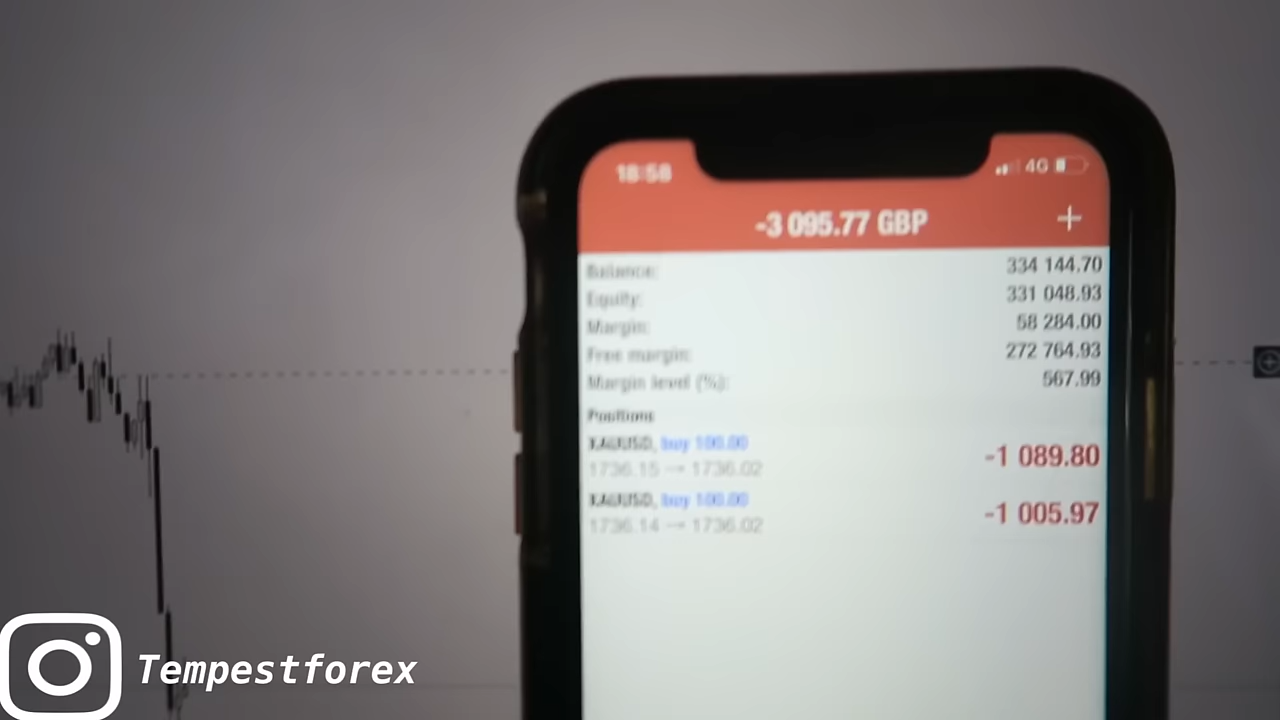 18:58 4G
-3 095.77 GBP +
Balance: 334 144.70
Equity: 331 048.93
Margin: 58 284.00
Free margin: 272 764.93
Margin level (%): 567.99
Positions
XAUUSD, buy 100.00 -1 089.80
1736.15 → 1736.02
XAUUSD, buy 100.00 -1 005.97
1736.14 → 1736.02
Tempestforex